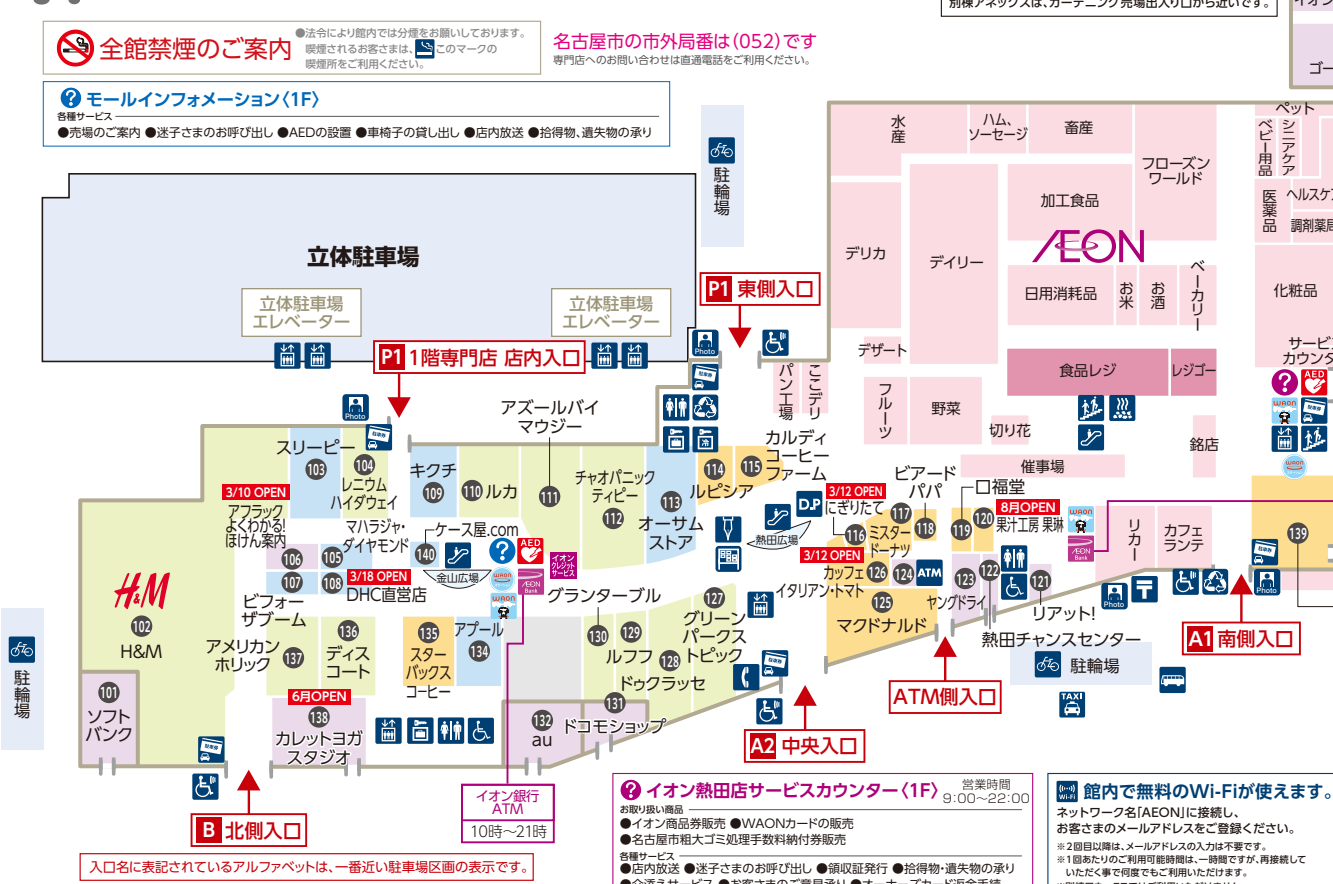 別棟アネックスは、ガーデニング売場出入り口から近いです。
全館禁煙のご案内
●法令により館内では分煙をお願いしております。
喫煙されるお客さまは、このマークの
喫煙所をご利用ください。
名古屋市の市外局番は(052)です
専門店へのお問い合わせは直通電話をご利用ください。
モールインフォメーション〈1F〉
各種サービス
●売場のご案内 ●迷子さまのお呼び出し ●AEDの設置 ●車椅子の貸し出し ●店内放送 ●拾得物、遺失物の承り
駐輪場
立体駐車場
立体駐車場
エレベーター
立体駐車場
エレベーター
P1 1階専門店 店内入口
P1 東側入口
Photo
Photo
水産
ハム、
ソーセージ
畜産
フローズン
ワールド
加工食品
デリカ
デイリー
AEON
日用消耗品
お米
お酒
ベーカリー
デザート
食品レジ
レジゴー
フルーツ
野菜
切り花
銘店
催事場
パン工場
ここデリ
ペット
ベビー用品
シニアケア
医薬品
ヘルスケア
調剤薬局
化粧品
サービス
カウンター
AED
WAON
waon
139
ゴー
スリーピー
103
104
レニウム
ハイダウェイ
キクチ
109
110 ルカ
アズールバイ
マウジー
111
チャオパニック
ティピー
112
113
オーサム
ストア
114
ルピシア
115
カルディ
コーヒー
ファーム
3/10 OPEN
アフラック
よくわかる!
ほけん案内
106
105
マハラジャ・
ダイヤモンド
140
ケース屋.com
金山広場
AED
waon
WAON
AEON
Bank
イオン
クレジット
サービス
107
ビフォー
ザブーム
108
3/18 OPEN
DHC直営店
H&M
102
H&M
アメリカン
ホリック
137
136
ディス
コート
135
スター
バックス
コーヒー
アプール
134
グランターブル
130
129
ルフフ
128
ドゥクラッセ
127
グリーン
パークス
トピック
131
ドコモショップ
132
au
101
ソフト
バンク
6月OPEN
138
カレットヨガ
スタジオ
D.P
熱田広場
3/12 OPEN
にぎりたて
116
117
ミスター
ドーナツ
ビアード
パパ
118
口福堂
119
120
8月OPEN
果汁工房 果琳
3/12 OPEN
カッフェ
イタリアン・トマト
126
124
ATM
125
マクドナルド
123
ヤングドライ
122
熱田チャンスセンター
121
リアット!
WAON
AEON
Bank
リカー
カフェ
ランテ
Photo
Photo
駐輪場
TAXI
駐輪場
ATM側入口
A1 南側入口
A2 中央入口
B 北側入口
イオン銀行
ATM
10時～21時
入口名に表記されているアルファベットは、一番近い駐車場区画の表示です。
イオン熱田店サービスカウンター〈1F〉
営業時間
9:00～22:00
お取り扱い商品
●イオン商品券販売 ●WAONカードの販売
●名古屋市粗大ゴミ処理手数料納付券販売
各種サービス
●店内放送 ●迷子さまのお呼び出し ●領収証発行 ●拾得物・遺失物の承り
Wi-Fi
館内で無料のWi-Fiが使えます。
ネットワーク名「AEON」に接続し、
お客さまのメールアドレスをご登録ください。
※2回目以降は、メールアドレスの入力は不要です。
※1回あたりのご利用可能時間は、一時間ですが、再接続して
いただく事で何度でもご利用いただけます。